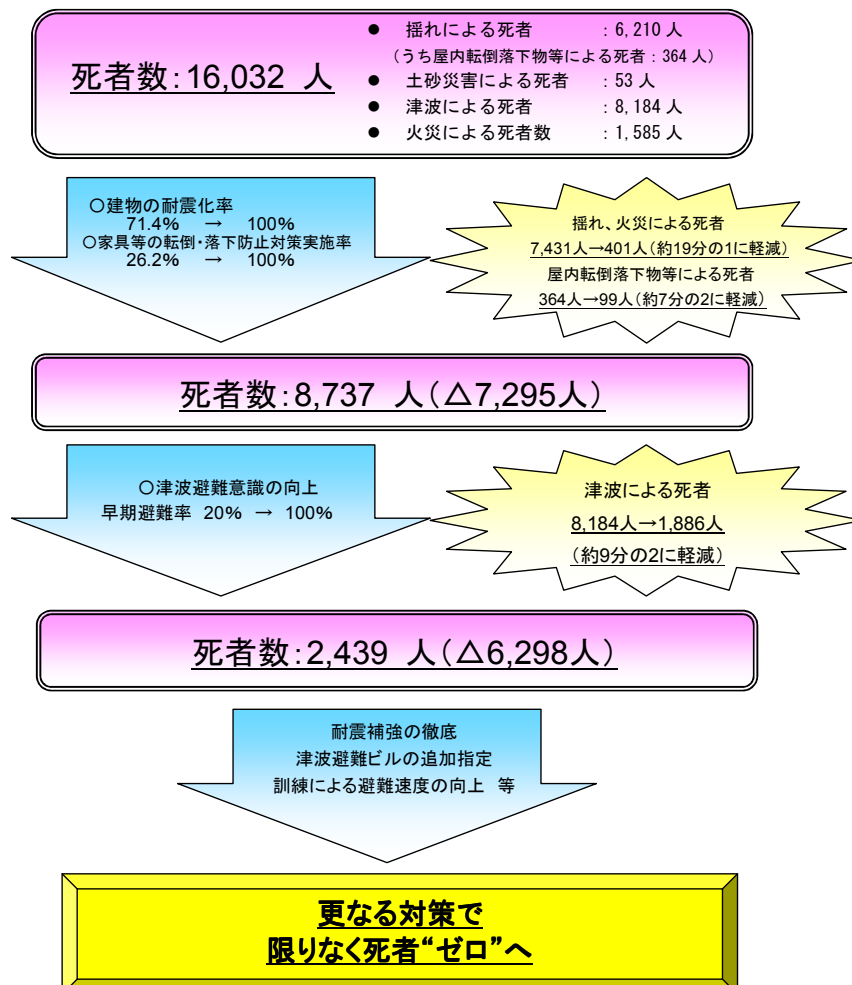 死者数：16,032 人
● 揺れによる死者 ：6,210 人
（うち屋内転倒落下物等による死者：364 人）
● 土砂災害による死者 ：53 人
● 津波による死者 ：8,184 人
● 火災による死者数 ：1,585 人
○建物の耐震化率
71.4% → 100%
○家具等の転倒・落下防止対策実施率
26.2% → 100%
揺れ、火災による死者
7,431人→401人（約19分の1に軽減）
屋内転倒落下物等による死者
364人→99人（約7分の2に軽減）
死者数：8,737 人（△7,295人）
○津波避難意識の向上
早期避難率 20% → 100%
津波による死者
8,184人→1,886人
（約9分の2に軽減）
死者数：2,439 人（△6,298人）
耐震補強の徹底
津波避難ビルの追加指定
訓練による避難速度の向上 等
更なる対策で
限りなく死者“ゼロ”へ